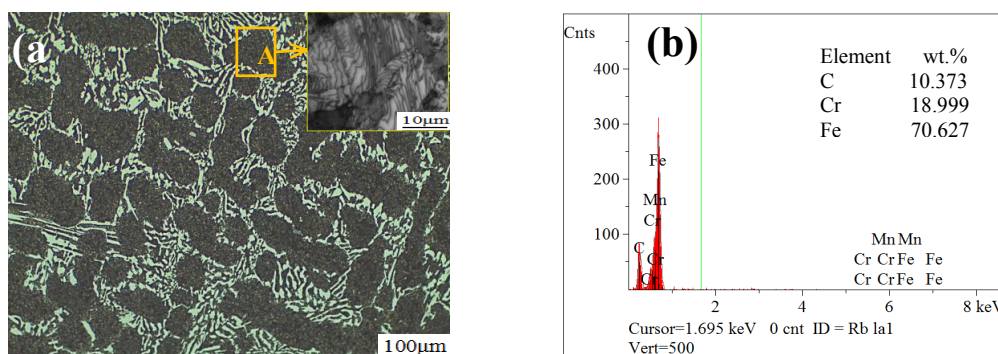 (a)
A
10μm
100μm
(b)
Cnts
400
300
200
100
Element wt.%
C 10.373
Cr 18.999
Fe 70.627
Fe
Mn
Cr
C
Cr
Cr
Mn Mn
Cr Cr Fe Fe
Cr Cr Fe Fe
2 4 6 8 keV
Cursor=1.695 keV 0 cnt ID = Rb la1
Vert=500